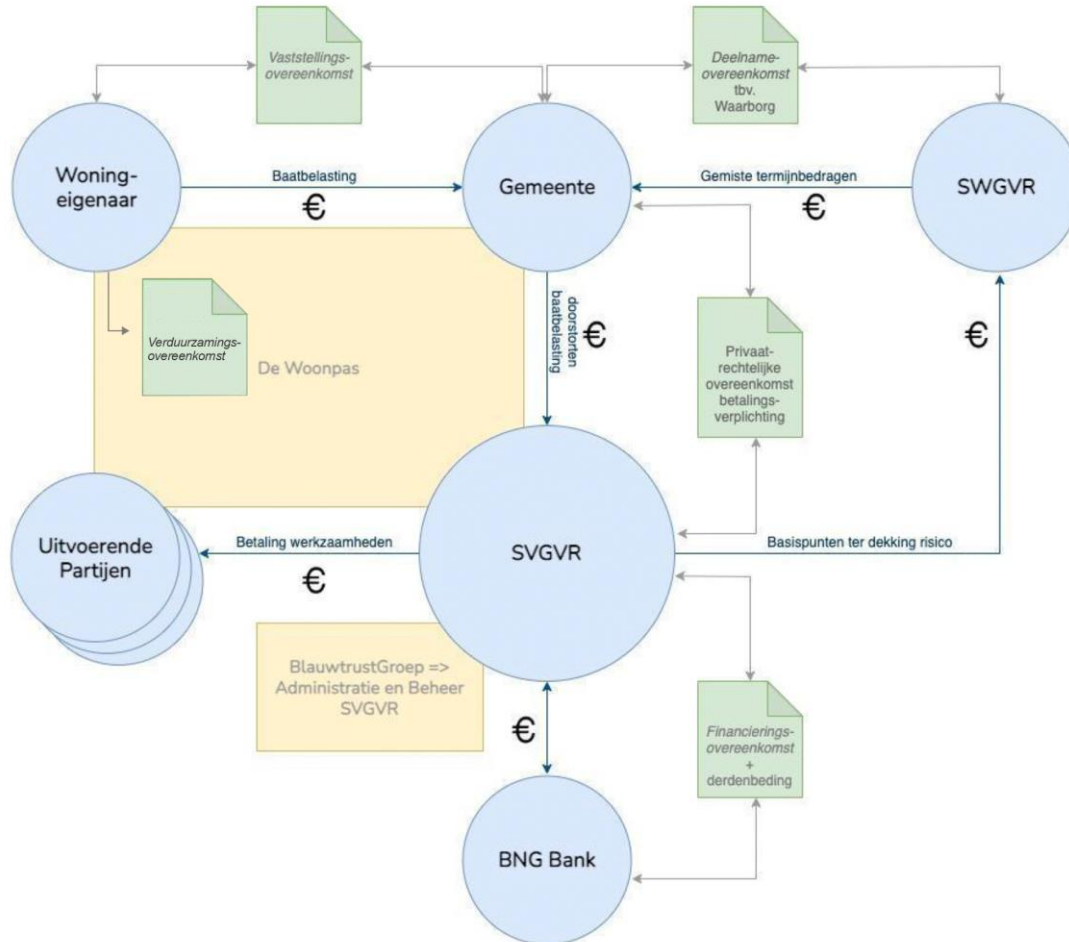 Vaststellings-
overeenkomst
Deelname-
overeenkomst
tbv.
Waarborg
Woning-
eigenaar
Baatbelasting
€
Gemeente
Gemiste termijnbedragen
€
SWGVR
Verduurzamings-
overeenkomst
De Woonpas
doorstorten
baatbelasting
€
Privaat-
rechtelijke
overeenkomst
betalings-
verplichting
€
Uitvoerende
Partijen
Betaling werkzaamheden
€
SVGVR
Basispunten ter dekking risico
BlauwtrustGroep =>
Administratie en Beheer
SVGVR
€
Financierings-
overeenkomst
+
derdenbeding
BNG Bank